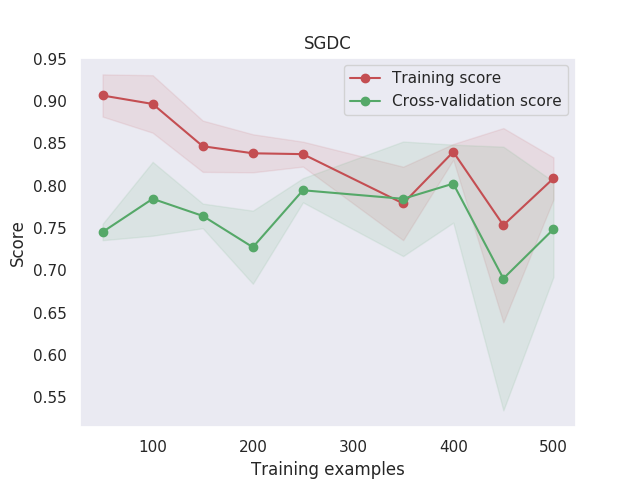 SGDC
0.95
0.90
0.85
0.80
0.75
0.70
0.65
0.60
0.55
Score
Training score
Cross-validation score
100 200 300 400 500
Training examples